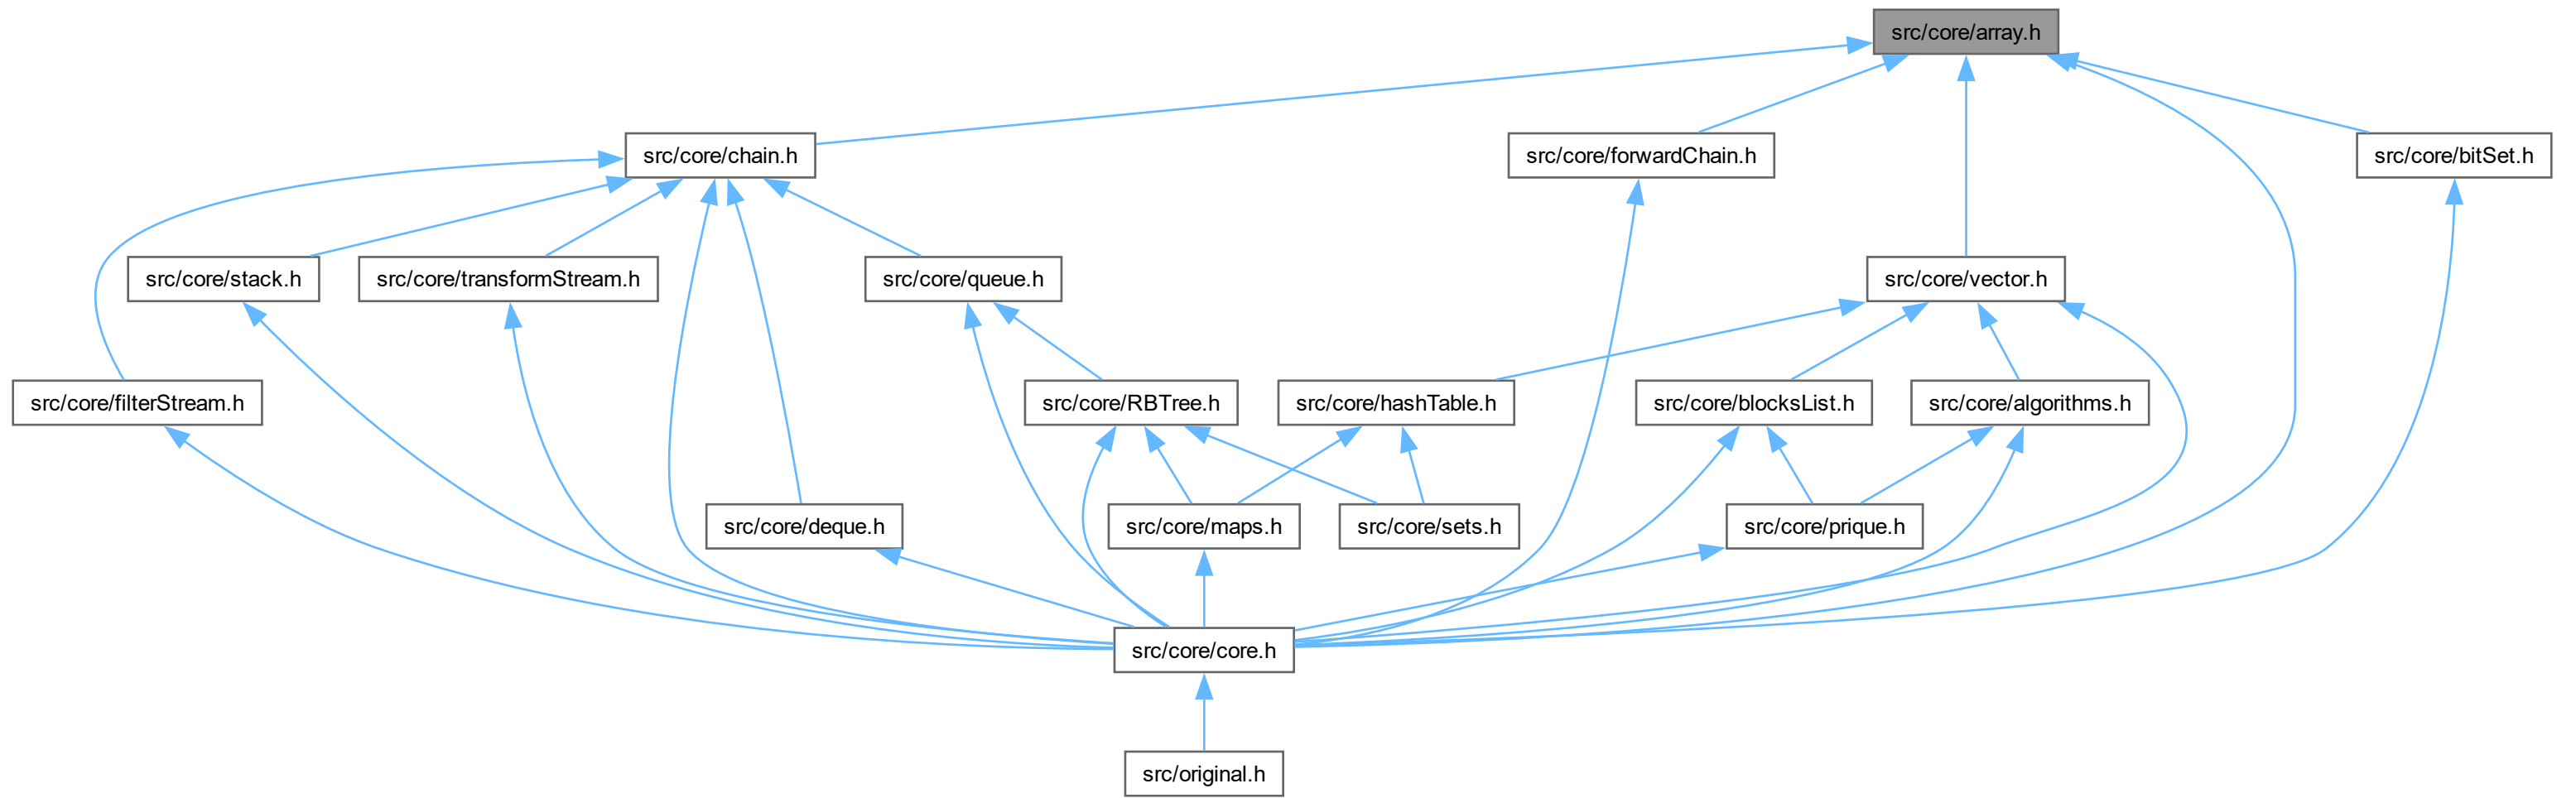 src/core/array.h
src/core/chain.h
src/core/forwardChain.h
src/core/bitSet.h
src/core/stack.h
src/core/transformStream.h
src/core/queue.h
src/core/vector.h
src/core/filterStream.h
src/core/RBTree.h
src/core/hashTable.h
src/core/blocksList.h
src/core/algorithms.h
src/core/deque.h
src/core/maps.h
src/core/sets.h
src/core/prique.h
src/core/core.h
src/original.h